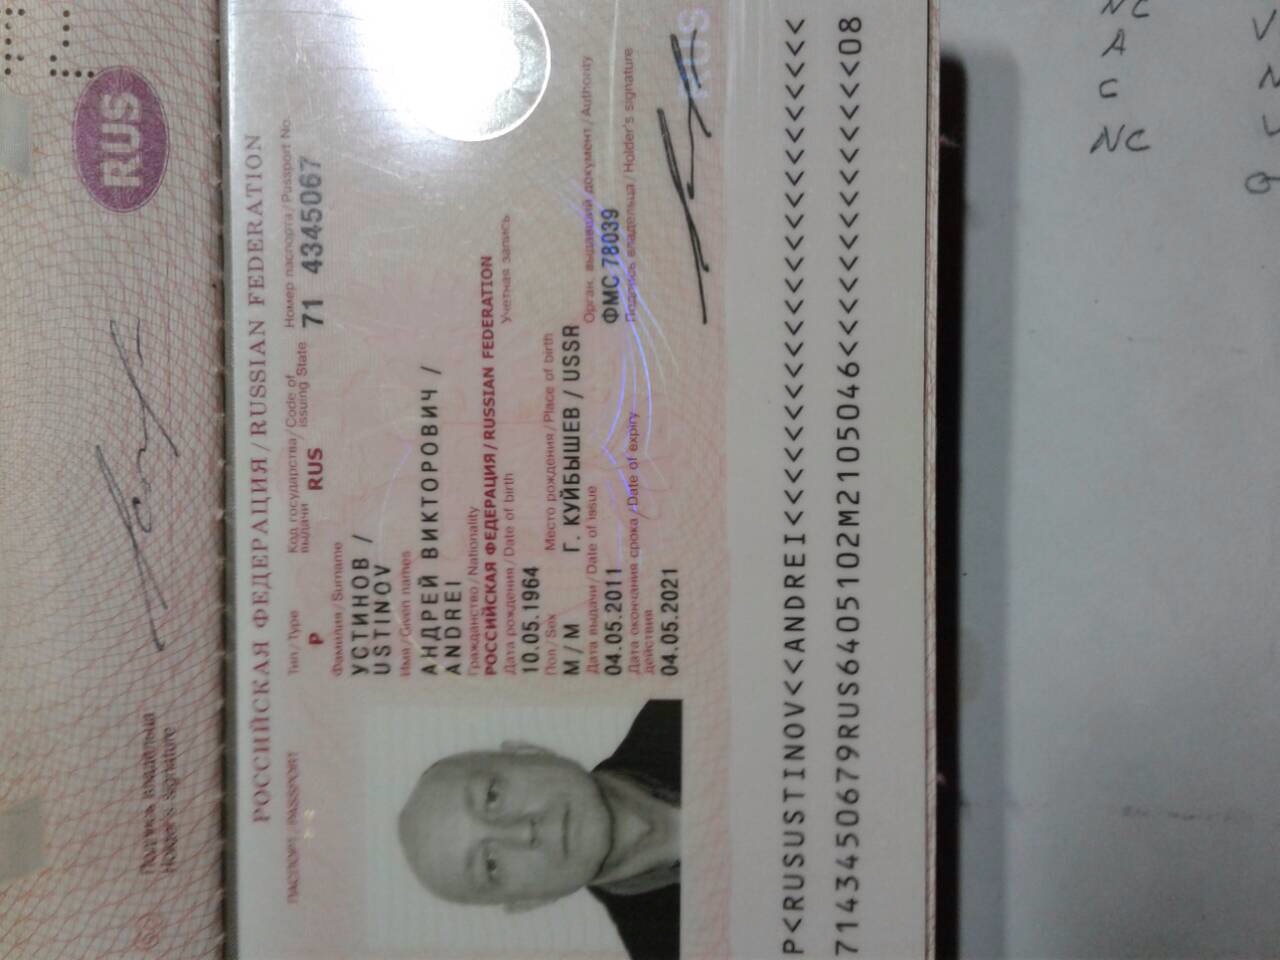 RUS
Подпись владельца
Holder's signature
РОССИЙСКАЯ ФЕДЕРАЦИЯ / RUSSIAN FEDERATION
ПАСПОРТ / PASSPORT
Тип / Type
Код государства / Code of
выдачи issuing State
Номер паспорта / Passport No.
P
RUS
71 4345067
Фамилия / Surname
УСТИНОВ /
USTINOV
Имя / Given names
АНДРЕЙ ВИКТОРОВИЧ /
ANDREI
Гражданство / Nationality
РОССИЙСКАЯ ФЕДЕРАЦИЯ / RUSSIAN FEDERATION
Дата рождения / Date of birth
Учетная запись
10.05.1964
Пол / Sex
Место рождения / Place of birth
М / M
Г. КУЙБЫШЕВ / USSR
Дата выдачи / Date of issue
Орган, выдавший документ / Authority
04.05.2011
ФМС 78039
Дата окончания срока / Date of expiry
действия
Подпись владельца / Holder's signature
04.05.2021
RUS
P<RUSUSTINOV<<ANDREI<<<<<<<<<<<<<<<<<<<<<<<<
7143450679RUS6405102M2105046<<<<<<<<<<<<<<08
NC
A
C
NC